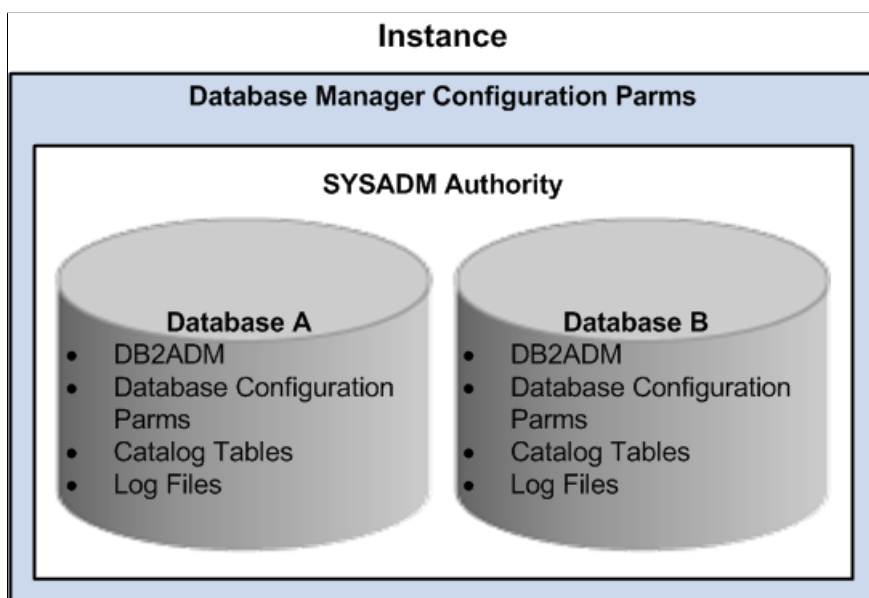 Instance
Database Manager Configuration Parms
SYSADM Authority
Database A
• DB2ADM
• Database Configuration
Parms
• Catalog Tables
• Log Files
Database B
• DB2ADM
• Database Configuration
Parms
• Catalog Tables
• Log Files